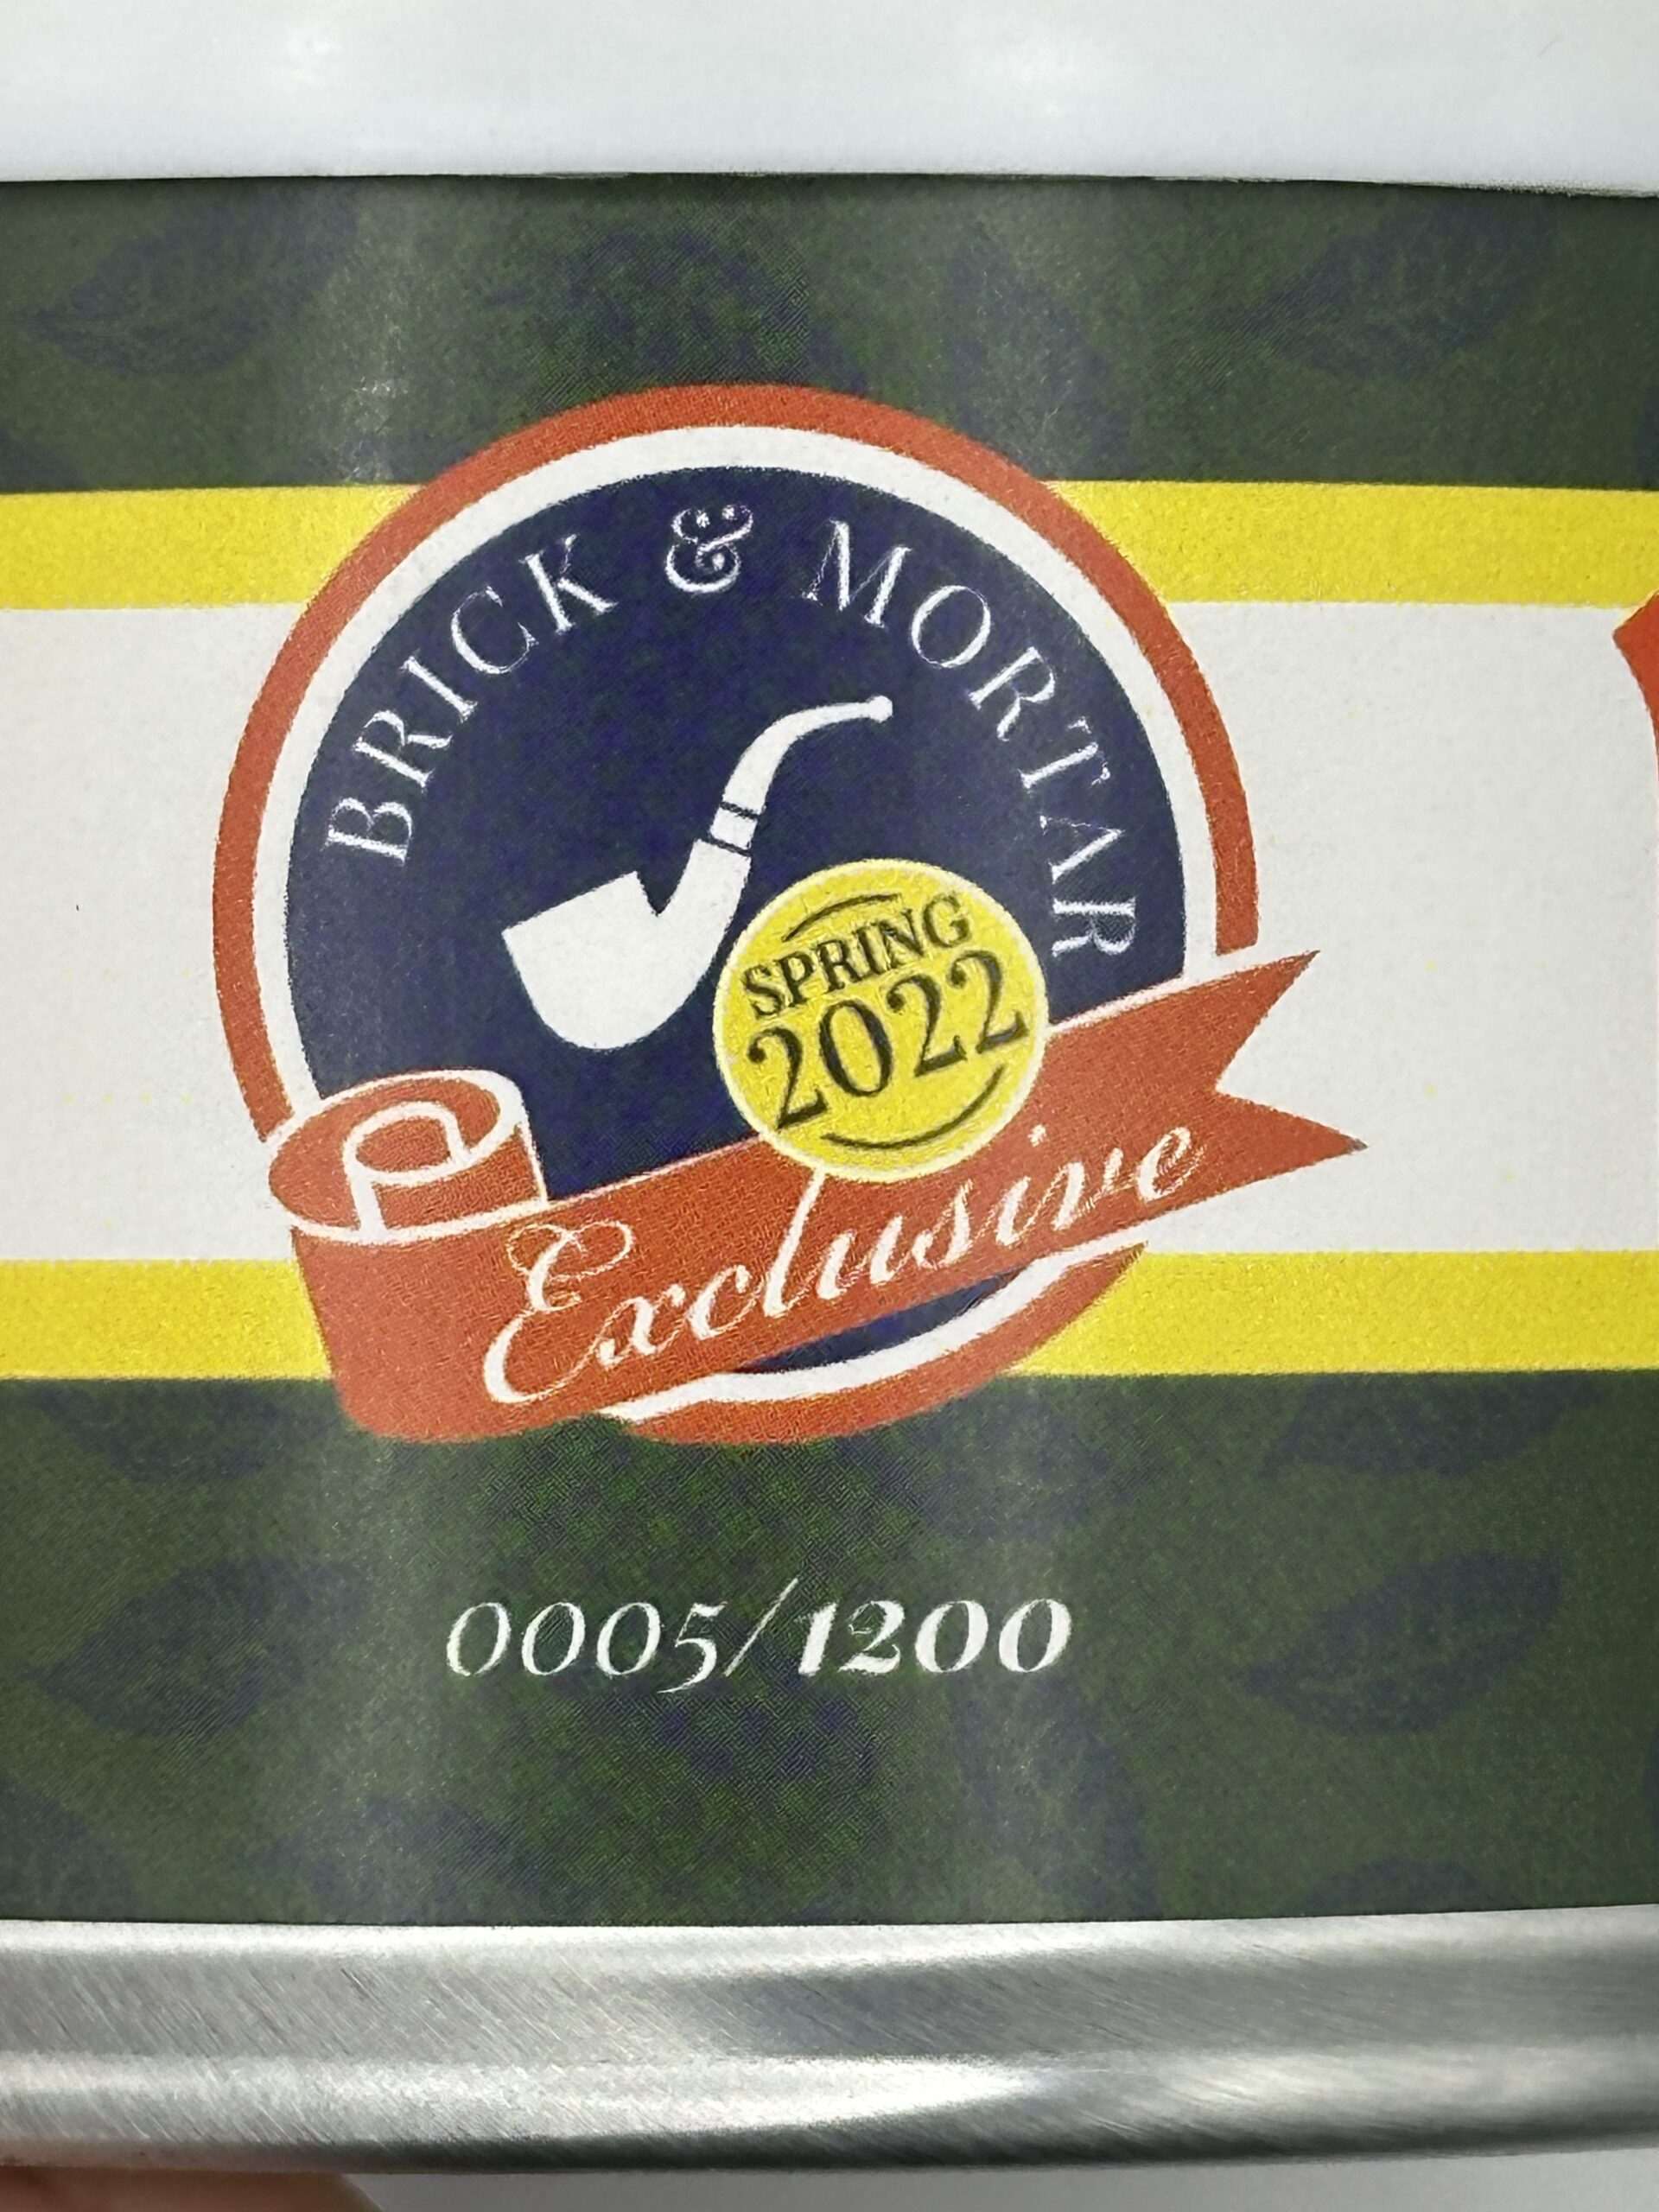 BRICK & MORTAR
SPRING
2022
Exclusive
0005/1200